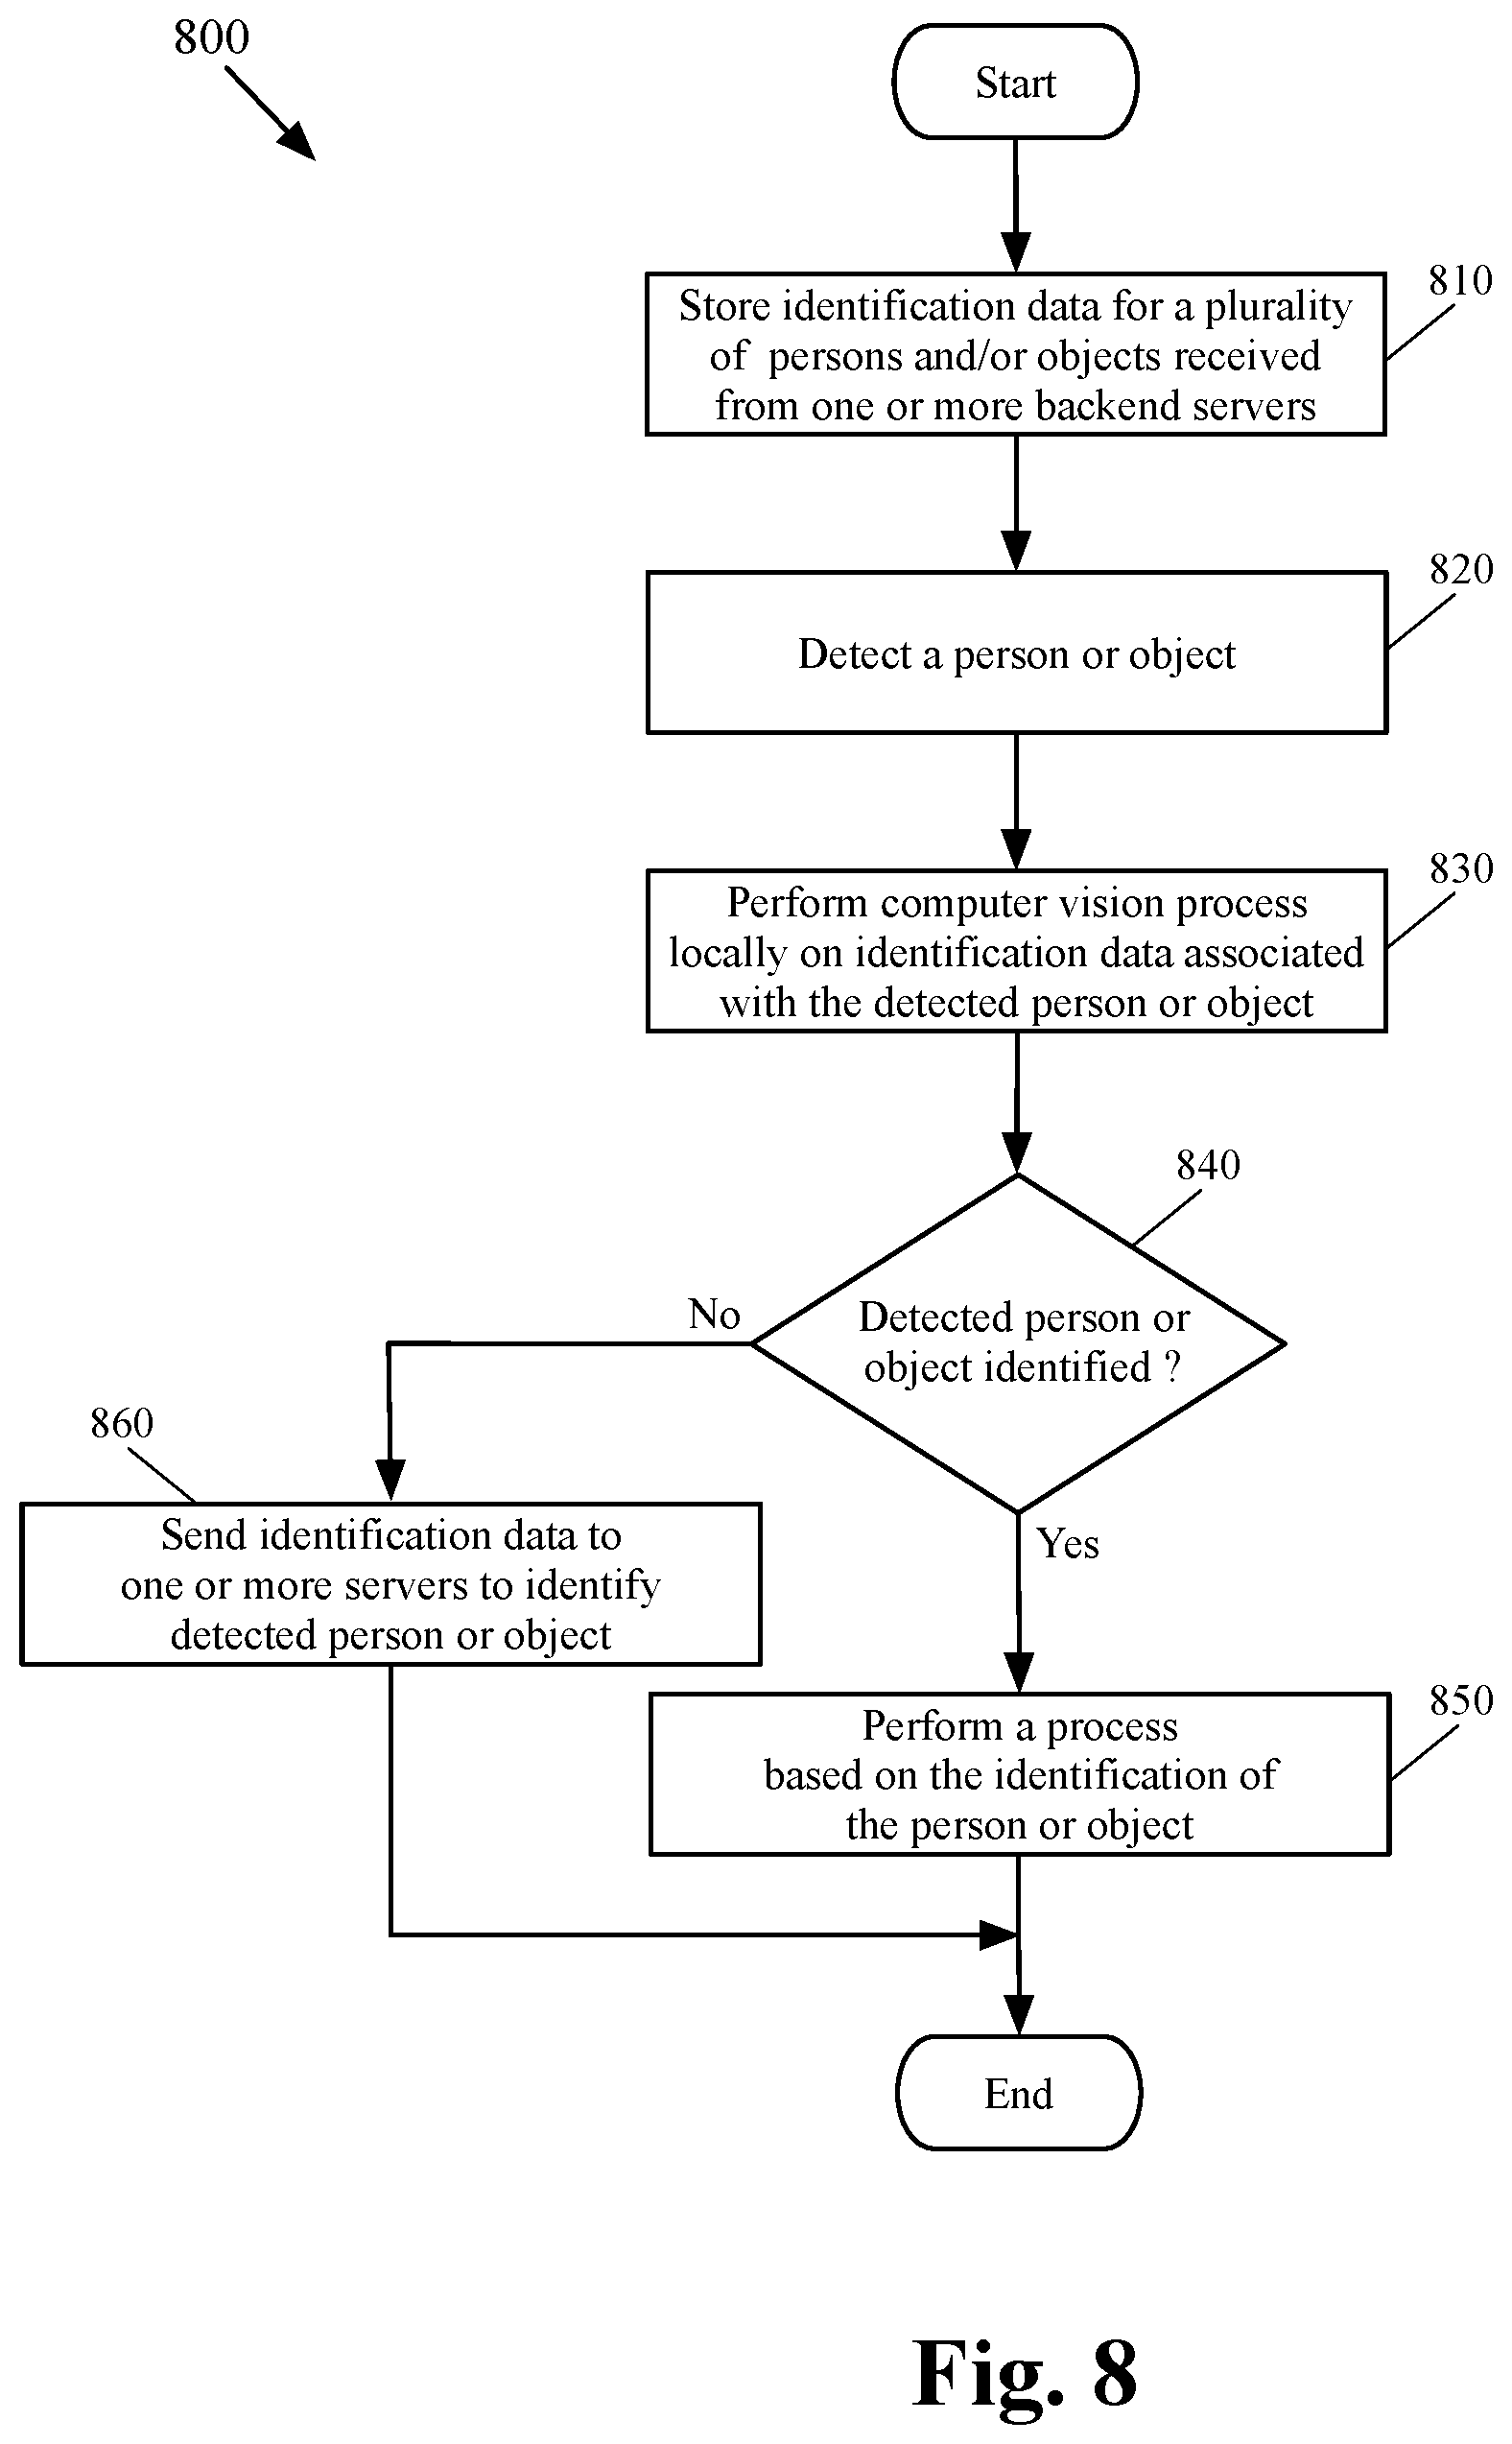 800
Start
810
Store identification data for a plurality
of persons and/or objects received
from one or more backend servers
820
Detect a person or object
830
Perform computer vision process
locally on identification data associated
with the detected person or object
840
Detected person or
object identified ?
No
Yes
860
Send identification data to
one or more servers to identify
detected person or object
850
Perform a process
based on the identification of
the person or object
End
Fig. 8